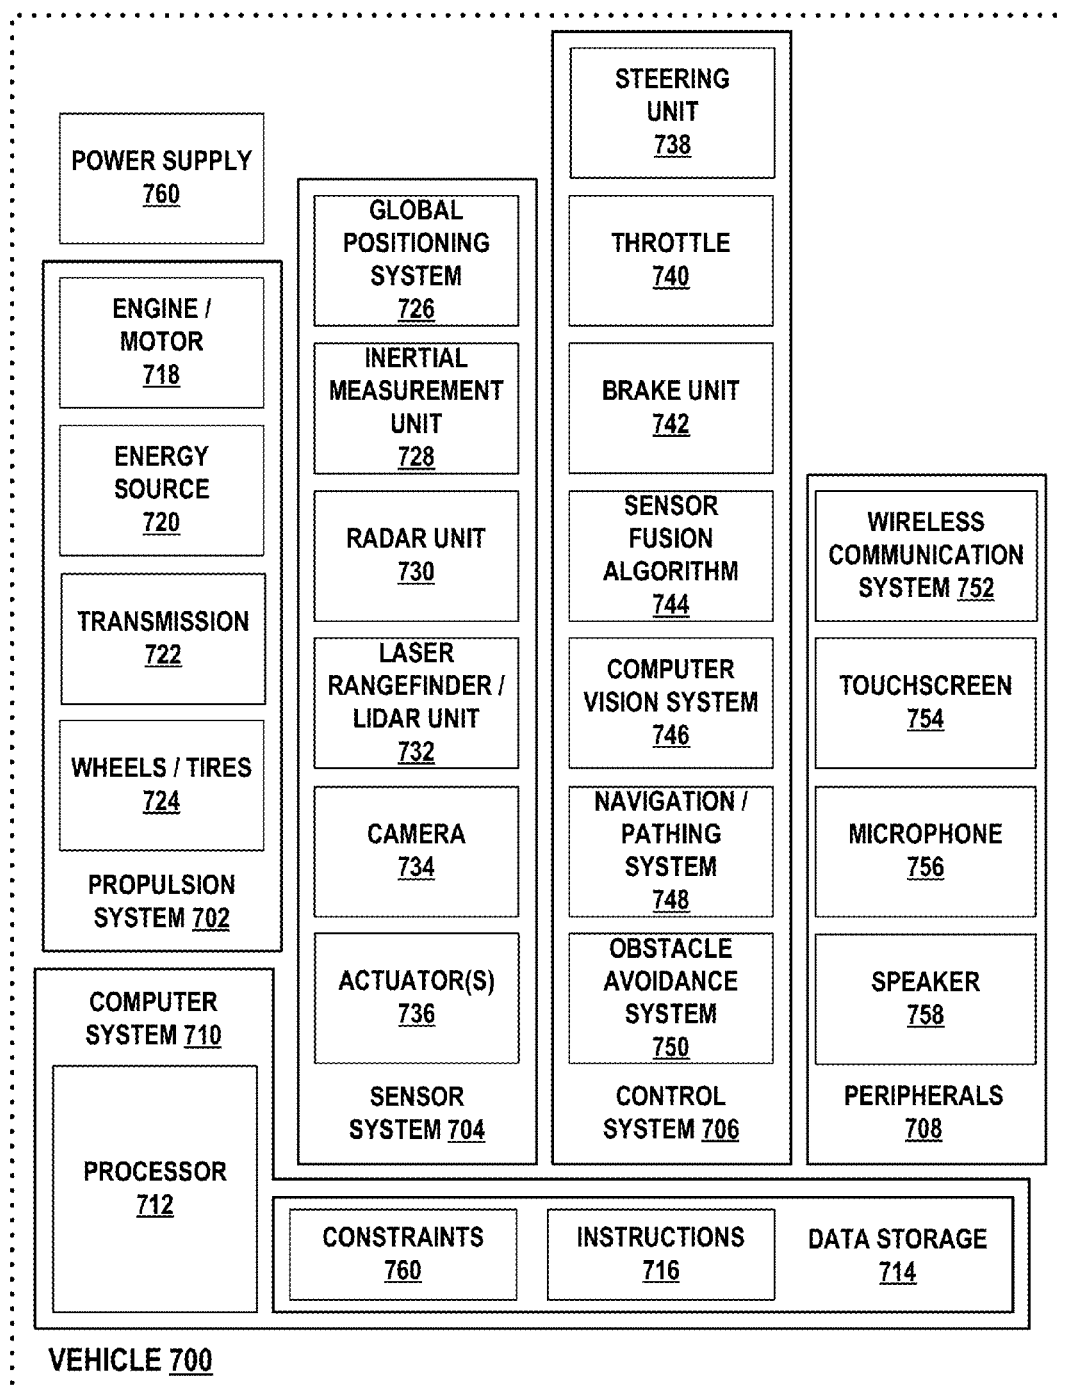 POWER SUPPLY
760
ENGINE /
MOTOR
718
ENERGY
SOURCE
720
TRANSMISSION
722
WHEELS / TIRES
724
PROPULSION
SYSTEM 702
GLOBAL
POSITIONING
SYSTEM
726
INERTIAL
MEASUREMENT
UNIT
728
RADAR UNIT
730
LASER
RANGEFINDER /
LIDAR UNIT
732
CAMERA
734
ACTUATOR(S)
736
SENSOR
SYSTEM 704
STEERING
UNIT
738
THROTTLE
740
BRAKE UNIT
742
SENSOR
FUSION
ALGORITHM
744
COMPUTER
VISION SYSTEM
746
NAVIGATION /
PATHING
SYSTEM
748
OBSTACLE
AVOIDANCE
SYSTEM
750
CONTROL
SYSTEM 706
WIRELESS
COMMUNICATION
SYSTEM 752
TOUCHSCREEN
754
MICROPHONE
756
SPEAKER
758
PERIPHERALS
708
COMPUTER
SYSTEM 710
PROCESSOR
712
CONSTRAINTS
760
INSTRUCTIONS
716
DATA STORAGE
714
VEHICLE 700